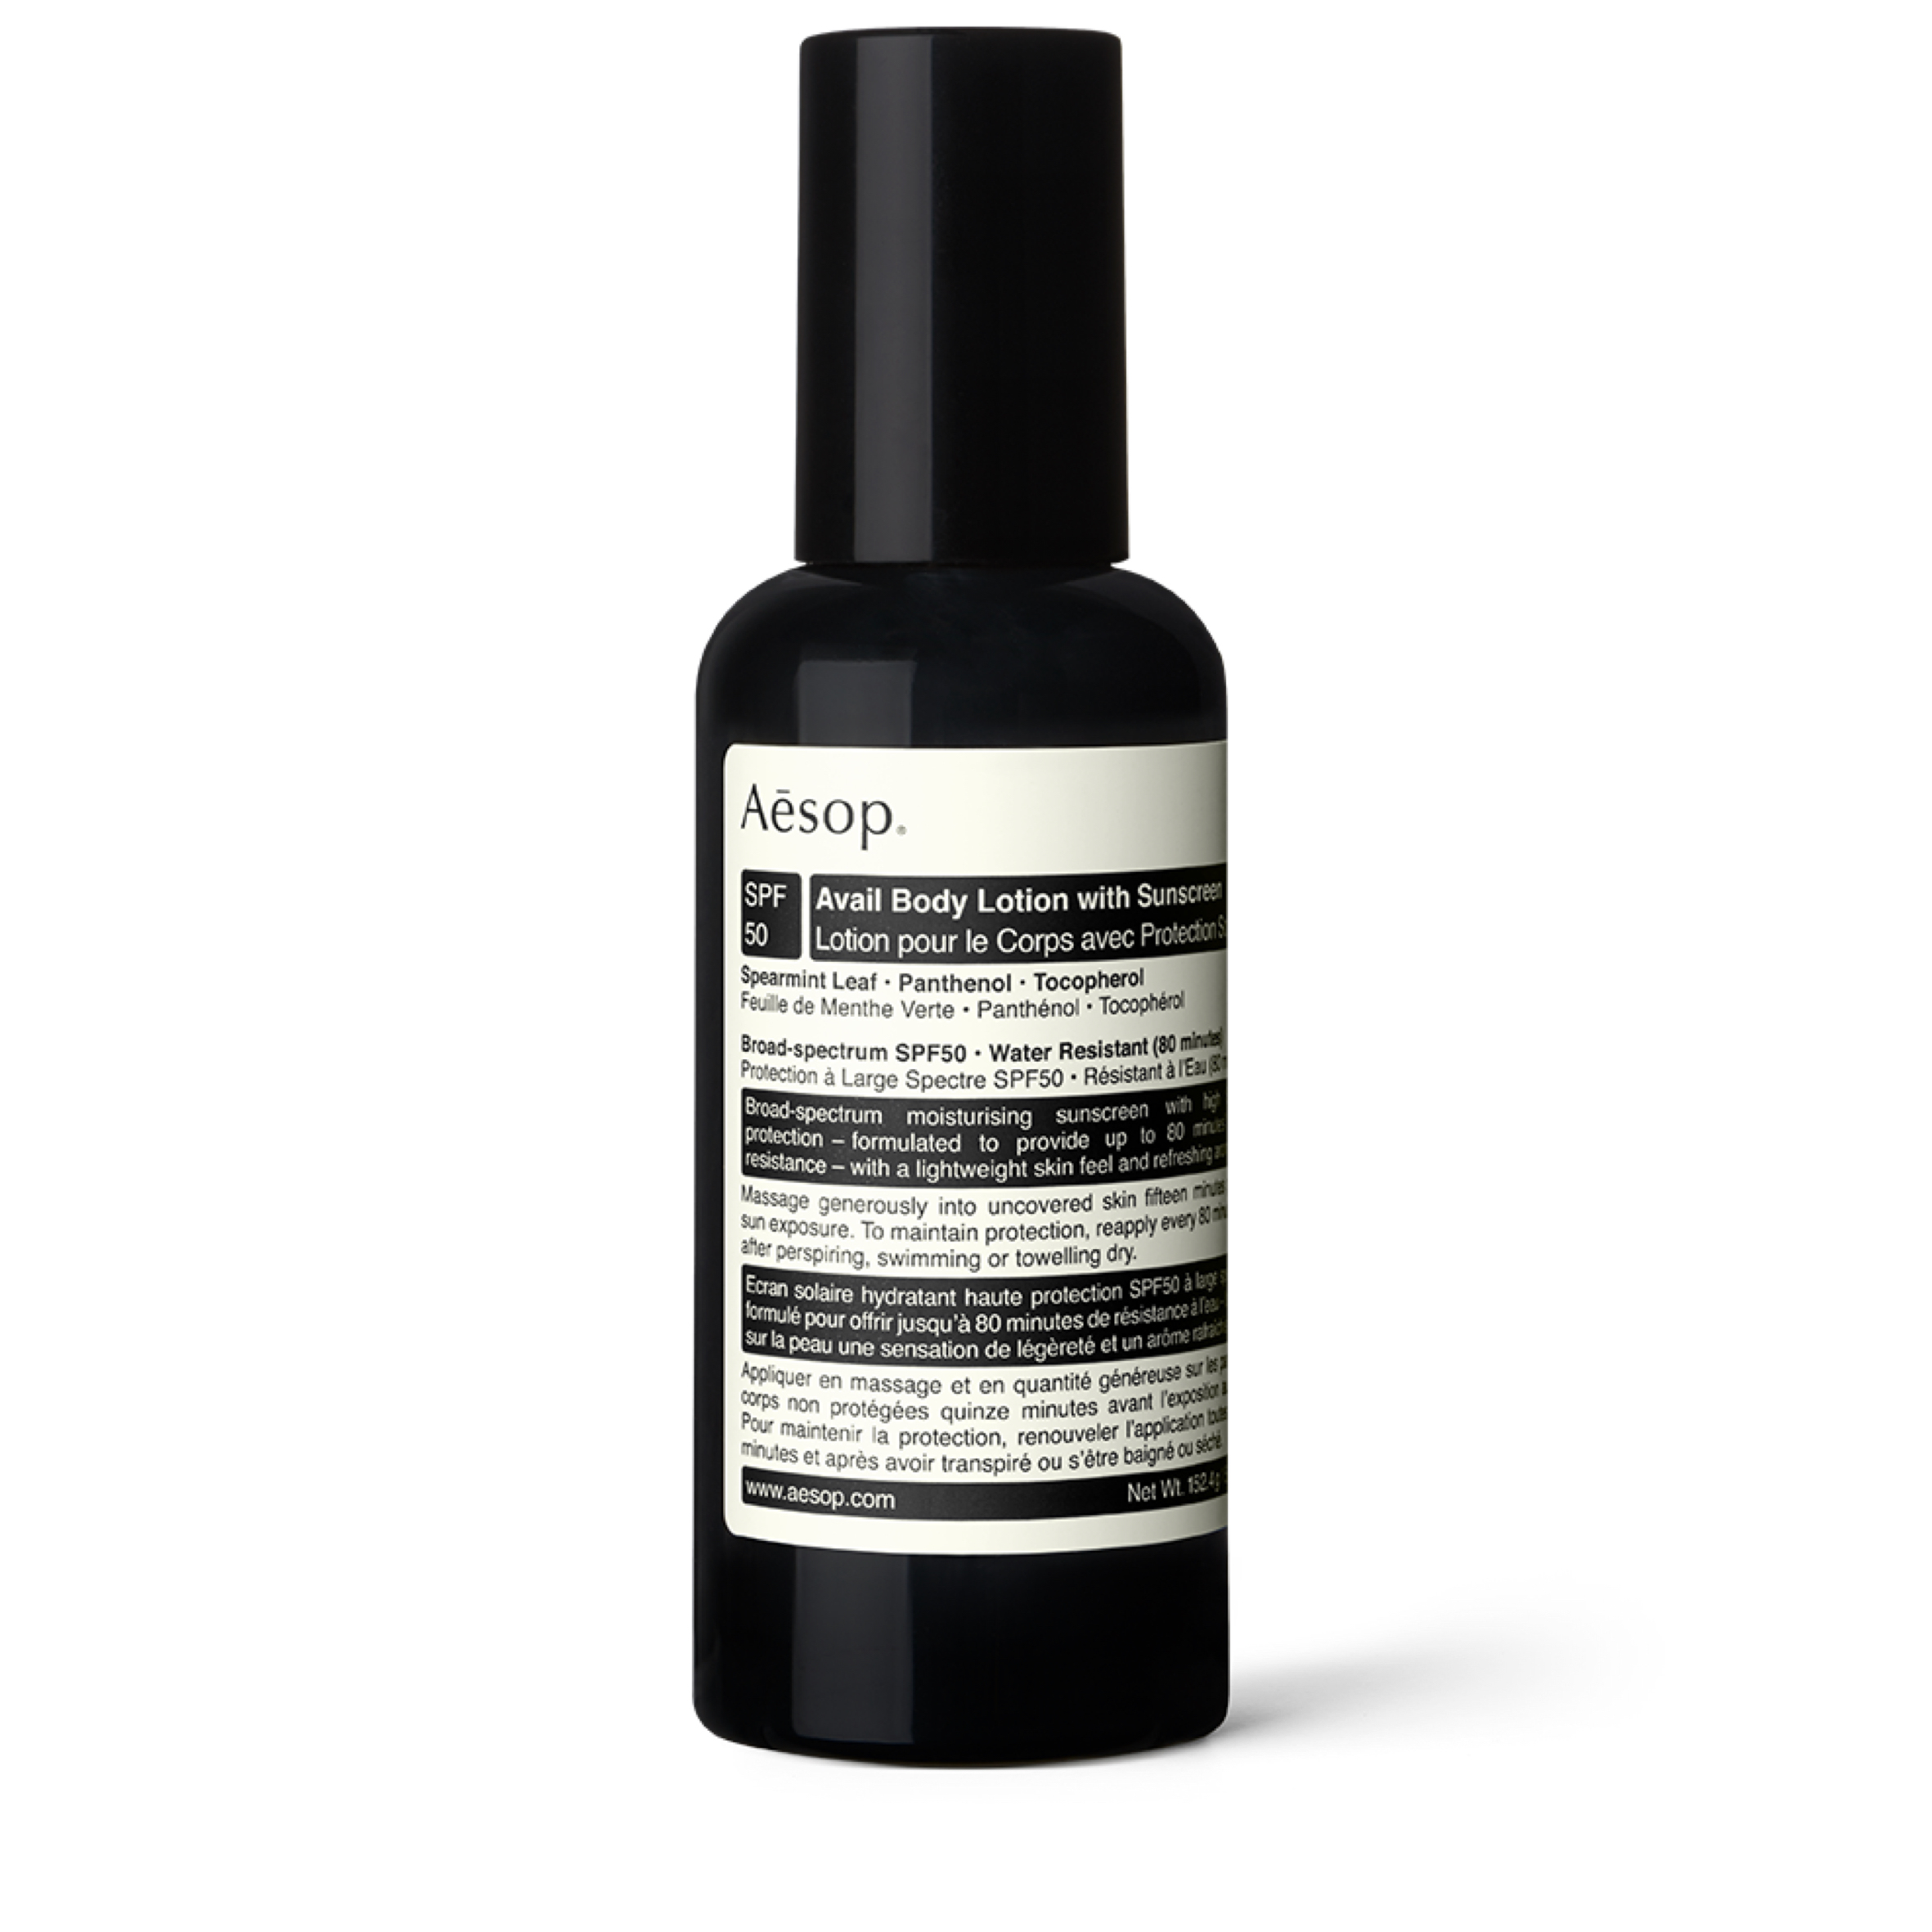 Aēsop®
SPF
50
Avail Body Lotion with Sunscreen
Lotion pour le Corps avec Protection
Spearmint Leaf · Panthenol · Tocopherol
Feuille de Menthe Verte · Panthénol · Tocophérol
Broad-spectrum SPF50 · Water Resistant (80 minutes)
Protection à Large Spectre SPF50 · Résistant à l'Eau (80
Broad-spectrum moisturising sunscreen with high
protection – formulated to provide up to 80 minutes
resistance – with a lightweight skin feel and refreshing
Massage generously into uncovered skin fifteen minutes
sun exposure. To maintain protection, reapply every 80
after perspiring, swimming or towelling dry.
Ecran solaire hydratant haute protection SPF50 à large
formulé pour offrir jusqu'à 80 minutes de résistance à l'eau –
sur la peau une sensation de légèreté et un arôme
Appliquer en massage et en quantité généreuse sur les
corps non protégées quinze minutes avant l'exposition
Pour maintenir la protection, renouveler l'application toutes
minutes et après avoir transpiré ou s'être baigné ou séché.
www.aesop.com
Net Wt. 152.4g